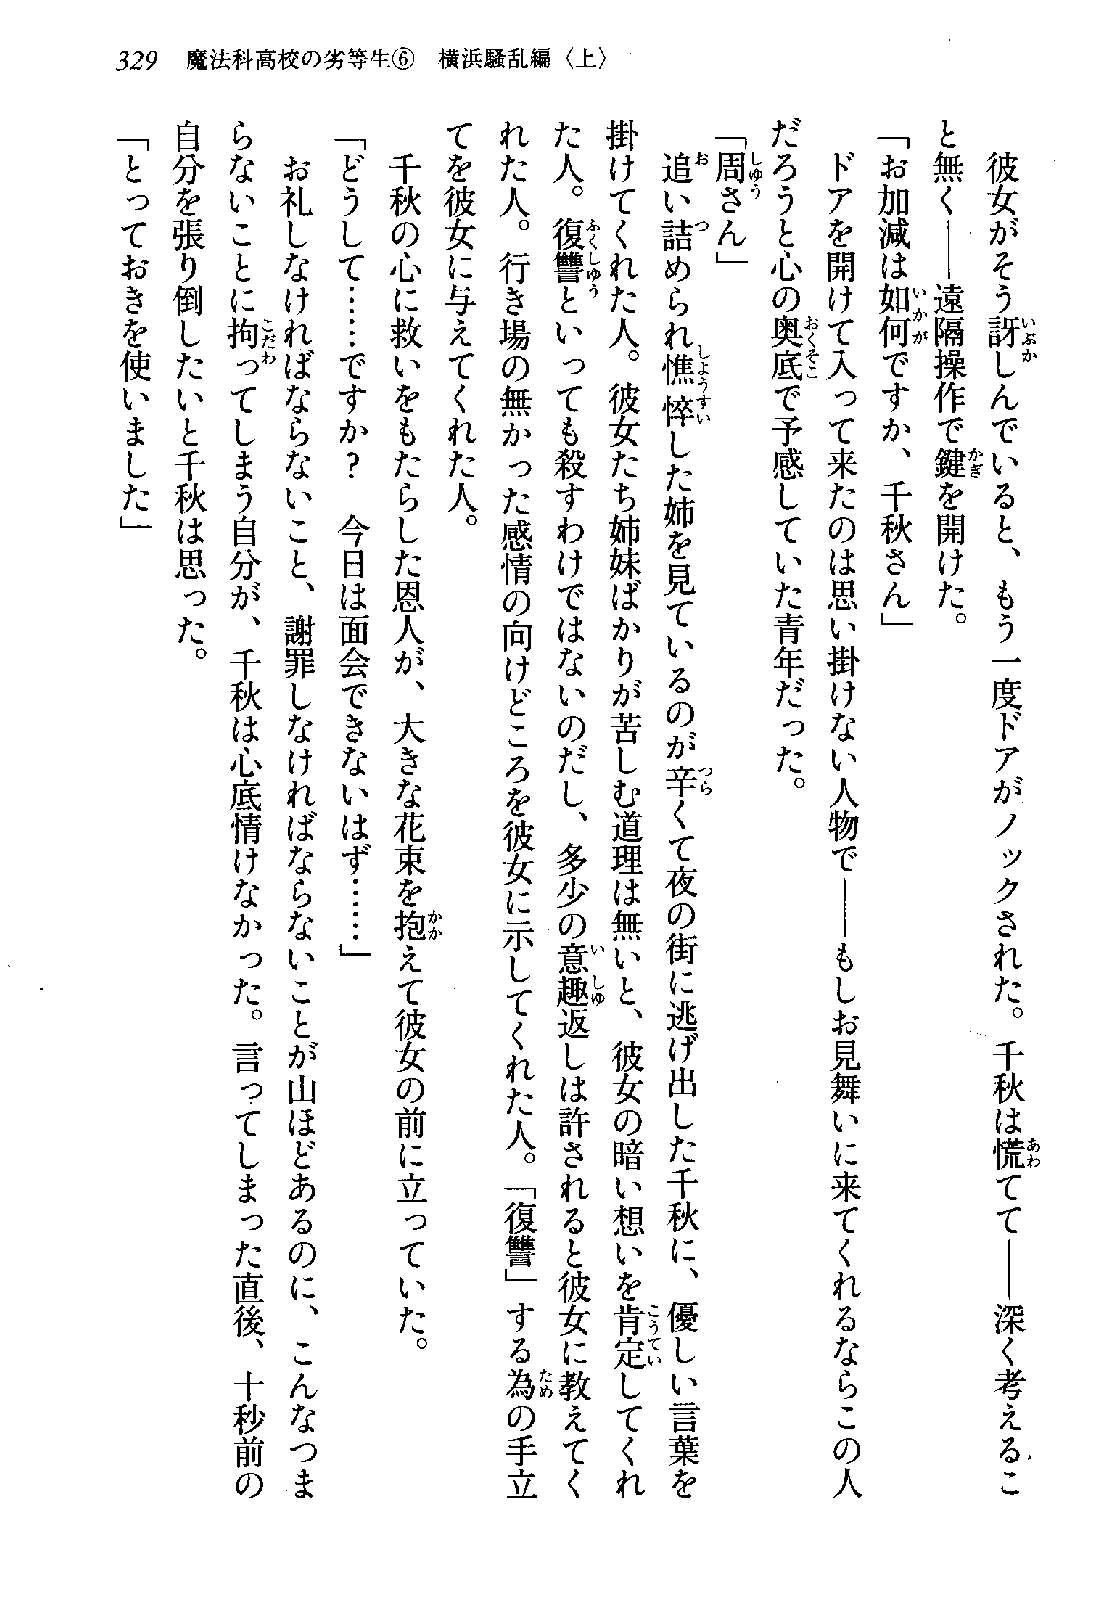 329　魔法科高校の劣等生⑥　横浜騒乱編〈上〉
　彼女がそう訝しんでいると、もう一度ドアがノックされた。千秋は慌てて――深く考えるこ
と無く――遠隔操作で鍵を開けた。
「お加減は如何ですか、千秋さん」
　ドアを開けて入って来たのは思い掛けない人物で――もしお見舞いに来てくれるならこの人
だろうと心の奥底で予感していた青年だった。
「周さん」
　追い詰められ憔悴した姉を見ているのが辛くて夜の街に逃げ出した千秋に、優しい言葉を
掛けてくれた人。彼女たち姉妹ばかりが苦しむ道理は無いと、彼女の暗い想いを肯定してくれ
た人。復讐といっても殺すわけではないのだし、多少の意趣返しは許されると彼女に教えてく
れた人。行き場の無かった感情の向けどころを彼女に示してくれた人。「復讐」する為の手立
てを彼女に与えてくれた人。
　千秋の心に救いをもたらした恩人が、大きな花束を抱えて彼女の前に立っていた。
「どうして……ですか？　今日は面会できないはず……」
　お礼しなければならないこと、謝罪しなければならないことが山ほどあるのに、こんなつま
らないことに拘ってしまう自分が、千秋は心底情けなかった。言ってしまった直後、十秒前の
自分を張り倒したいと千秋は思った。
「とっておきを使いました」